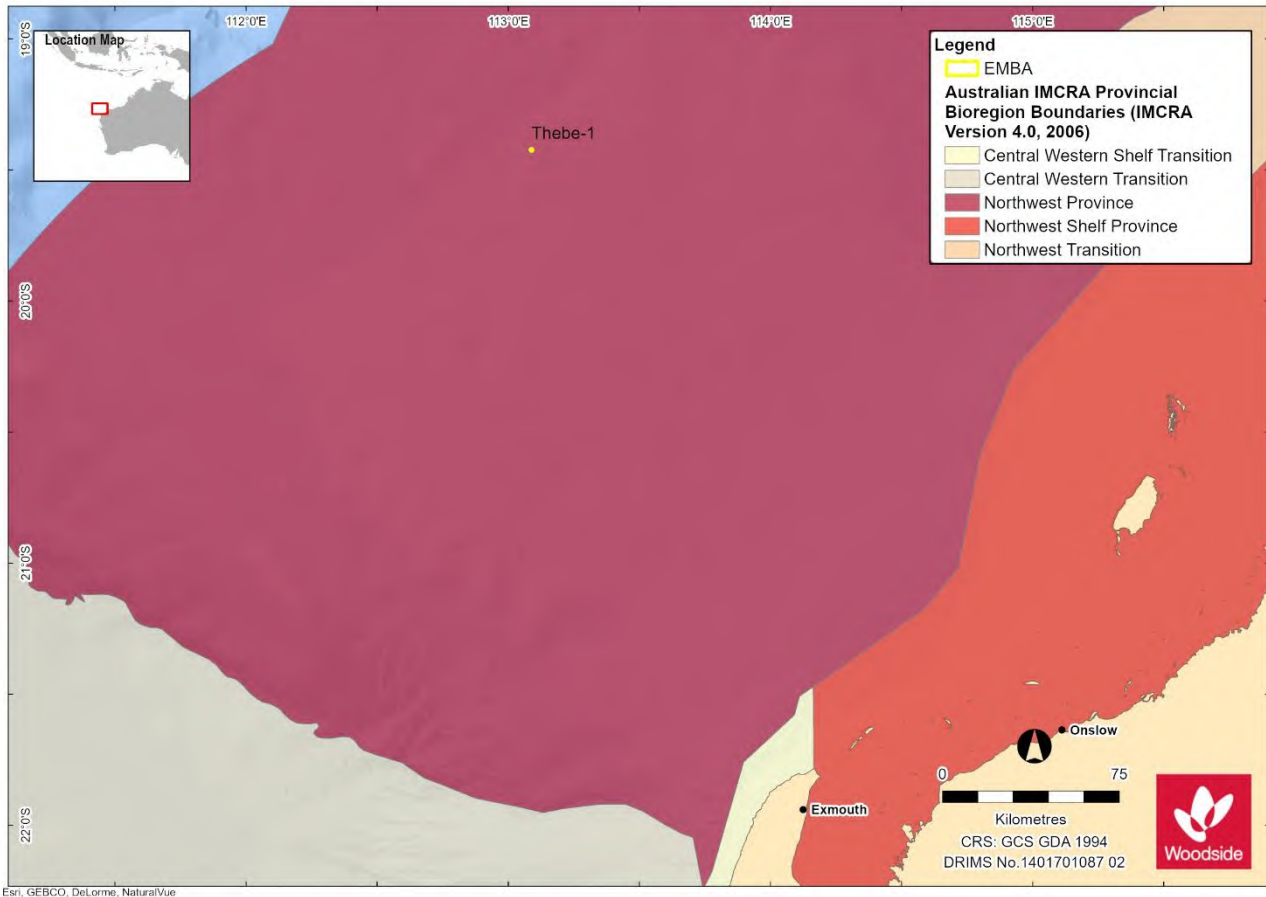 112°0'E
113°0'E
114°0'E
115°0'E
19°0'S
20°0'S
21°0'S
22°0'S
Location Map
Thebe-1
Legend
EMBA
Australian IMCRA Provincial
Bioregion Boundaries (IMCRA
Version 4.0, 2006)
Central Western Shelf Transition
Central Western Transition
Northwest Province
Northwest Shelf Province
Northwest Transition
Onslow
Exmouth
0
75
Kilometres
CRS: GCS GDA 1994
DRIMS No.1401701087 02
Woodside
Esri, GEBCO, DeLorme, NaturalVue